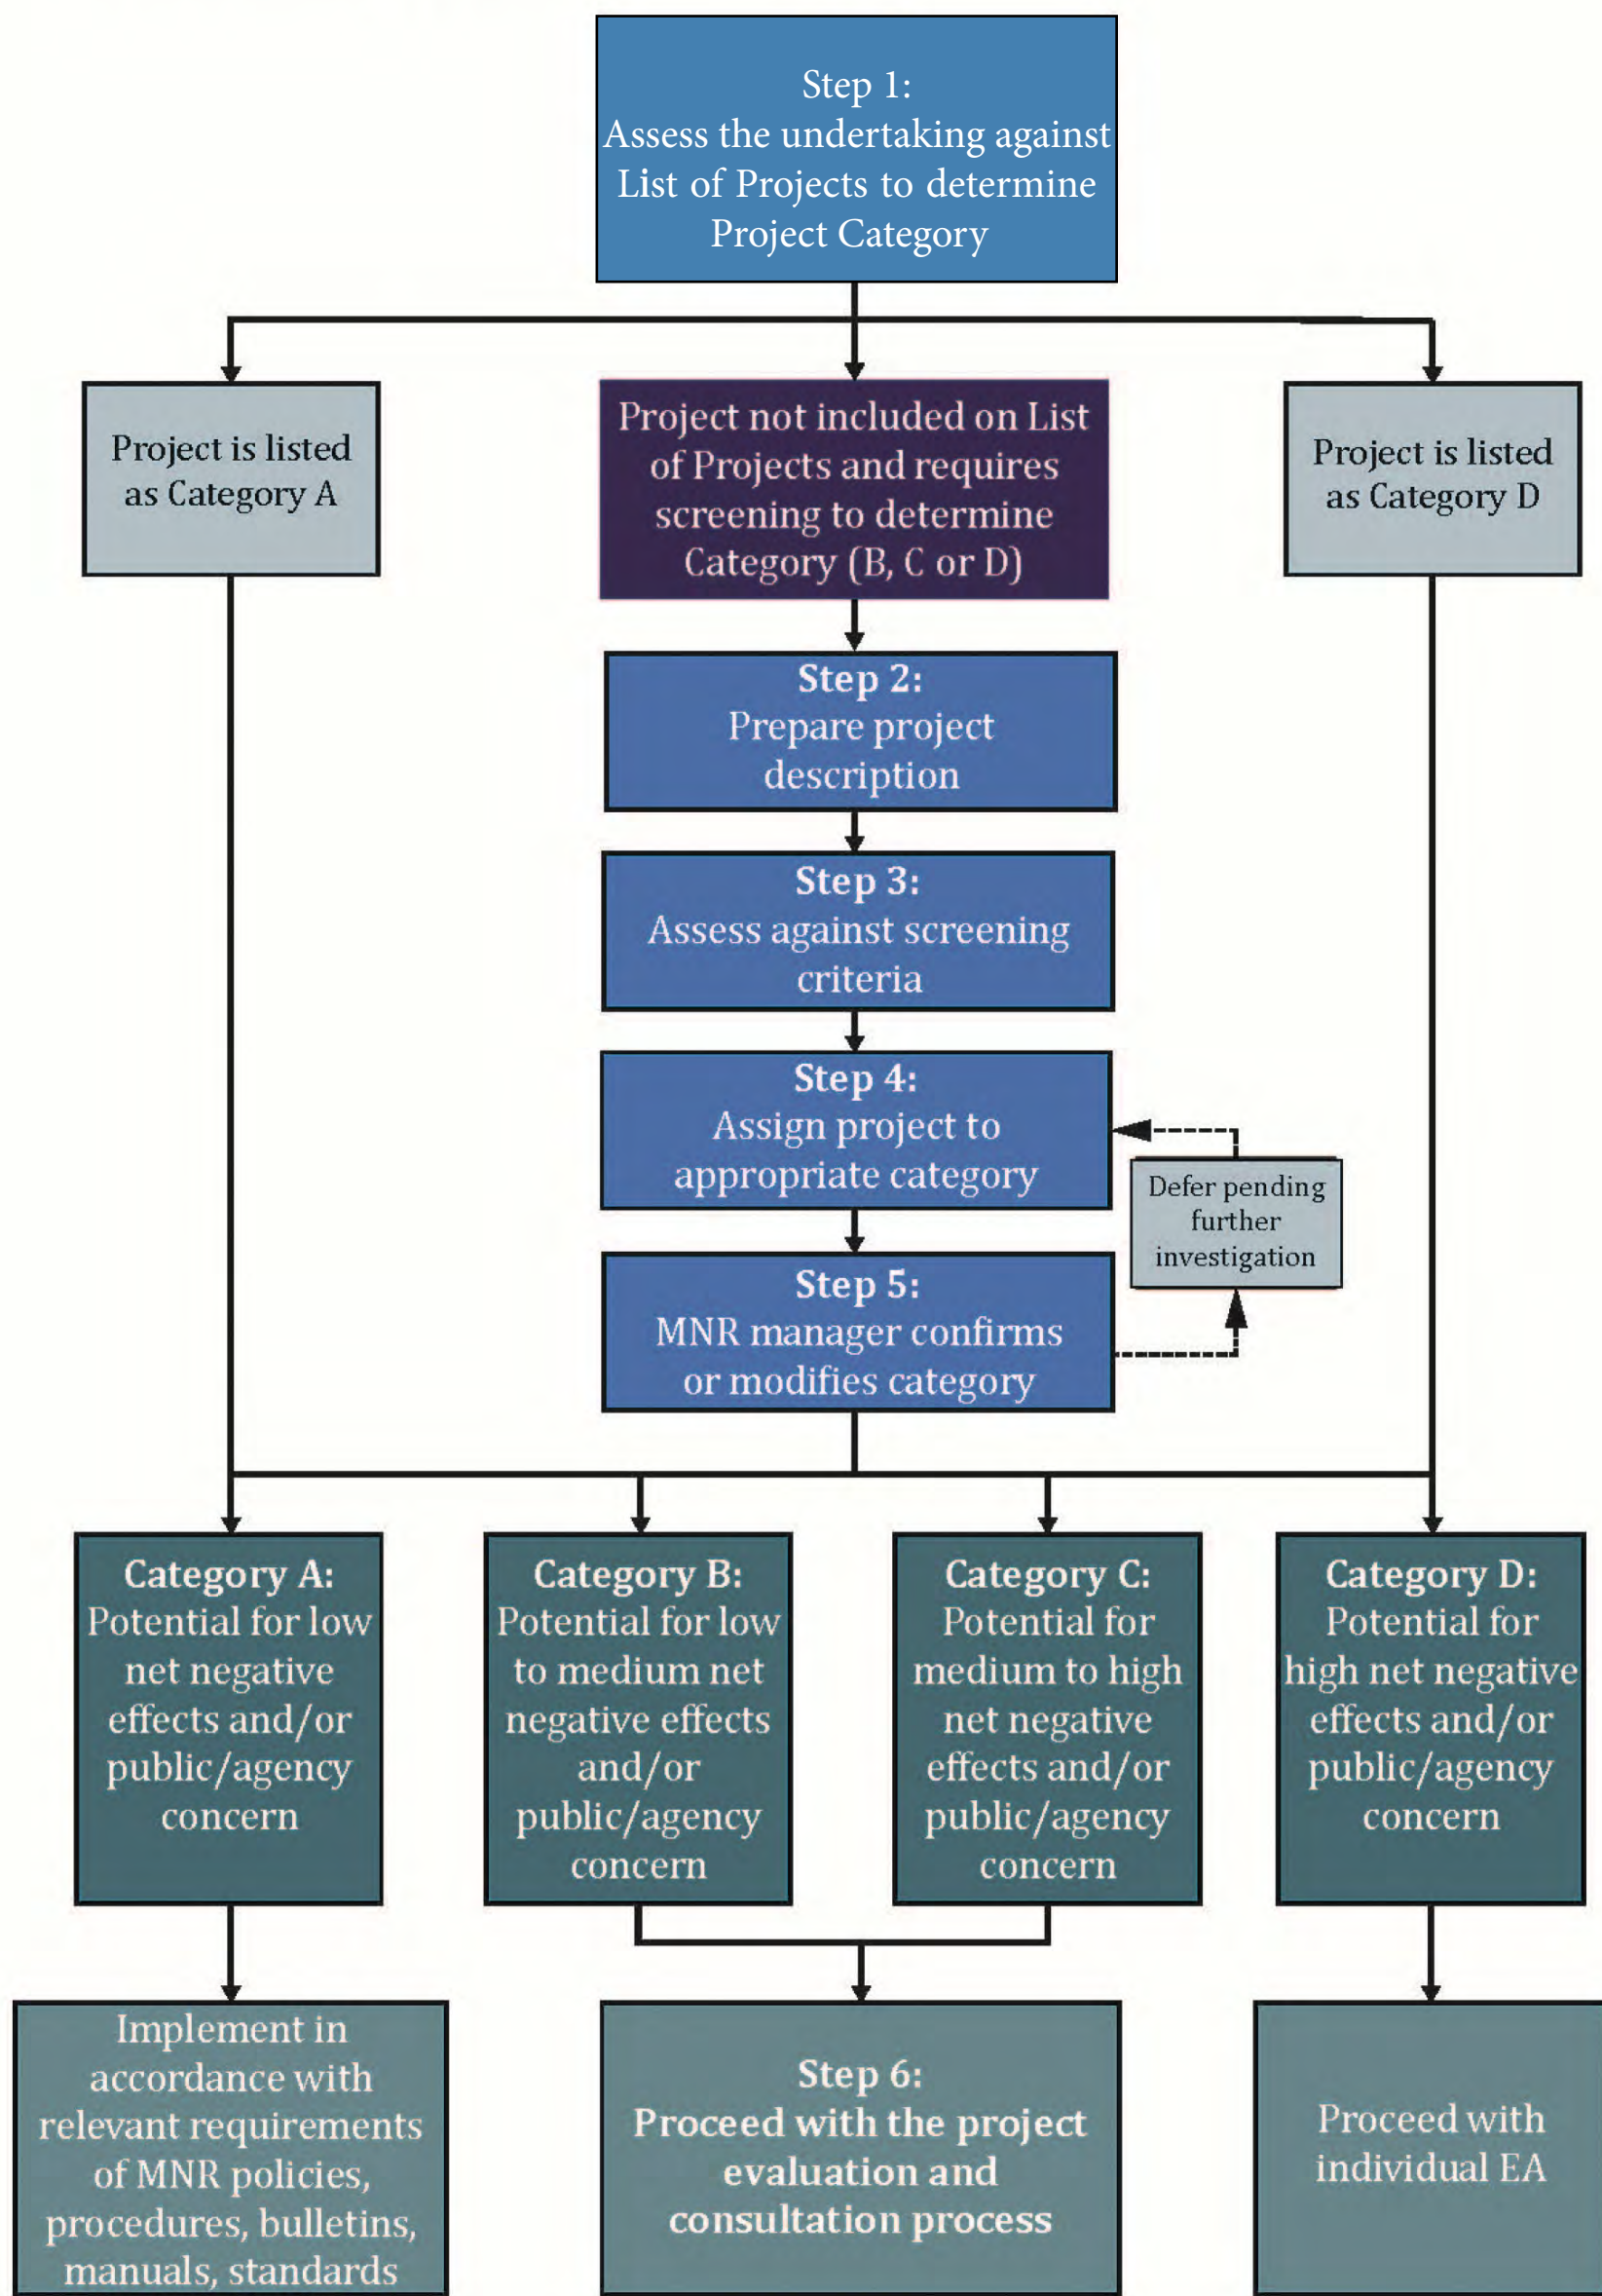 Step 1:
Assess the undertaking against
List of Projects to determine
Project Category
Project is listed
as Category A
Project not included on List
of Projects and requires
screening to determine
Category (B, C or D)
Project is listed
as Category D
Step 2:
Prepare project
description
Step 3:
Assess against screening
criteria
Step 4:
Assign project to
appropriate category
Defer pending
further
investigation
Step 5:
MNR manager confirms
or modifies category
Category A:
Potential for low
net negative
effects and/or
public/agency
concern
Category B:
Potential for low
to medium net
negative effects
and/or
public/agency
concern
Category C:
Potential for
medium to high
net negative
effects and/or
public/agency
concern
Category D:
Potential for
high net negative
effects and/or
public/agency
concern
Implement in
accordance with
relevant requirements
of MNR policies,
procedures, bulletins,
manuals, standards
Step 6:
Proceed with the project
evaluation and
consultation process
Proceed with
individual EA